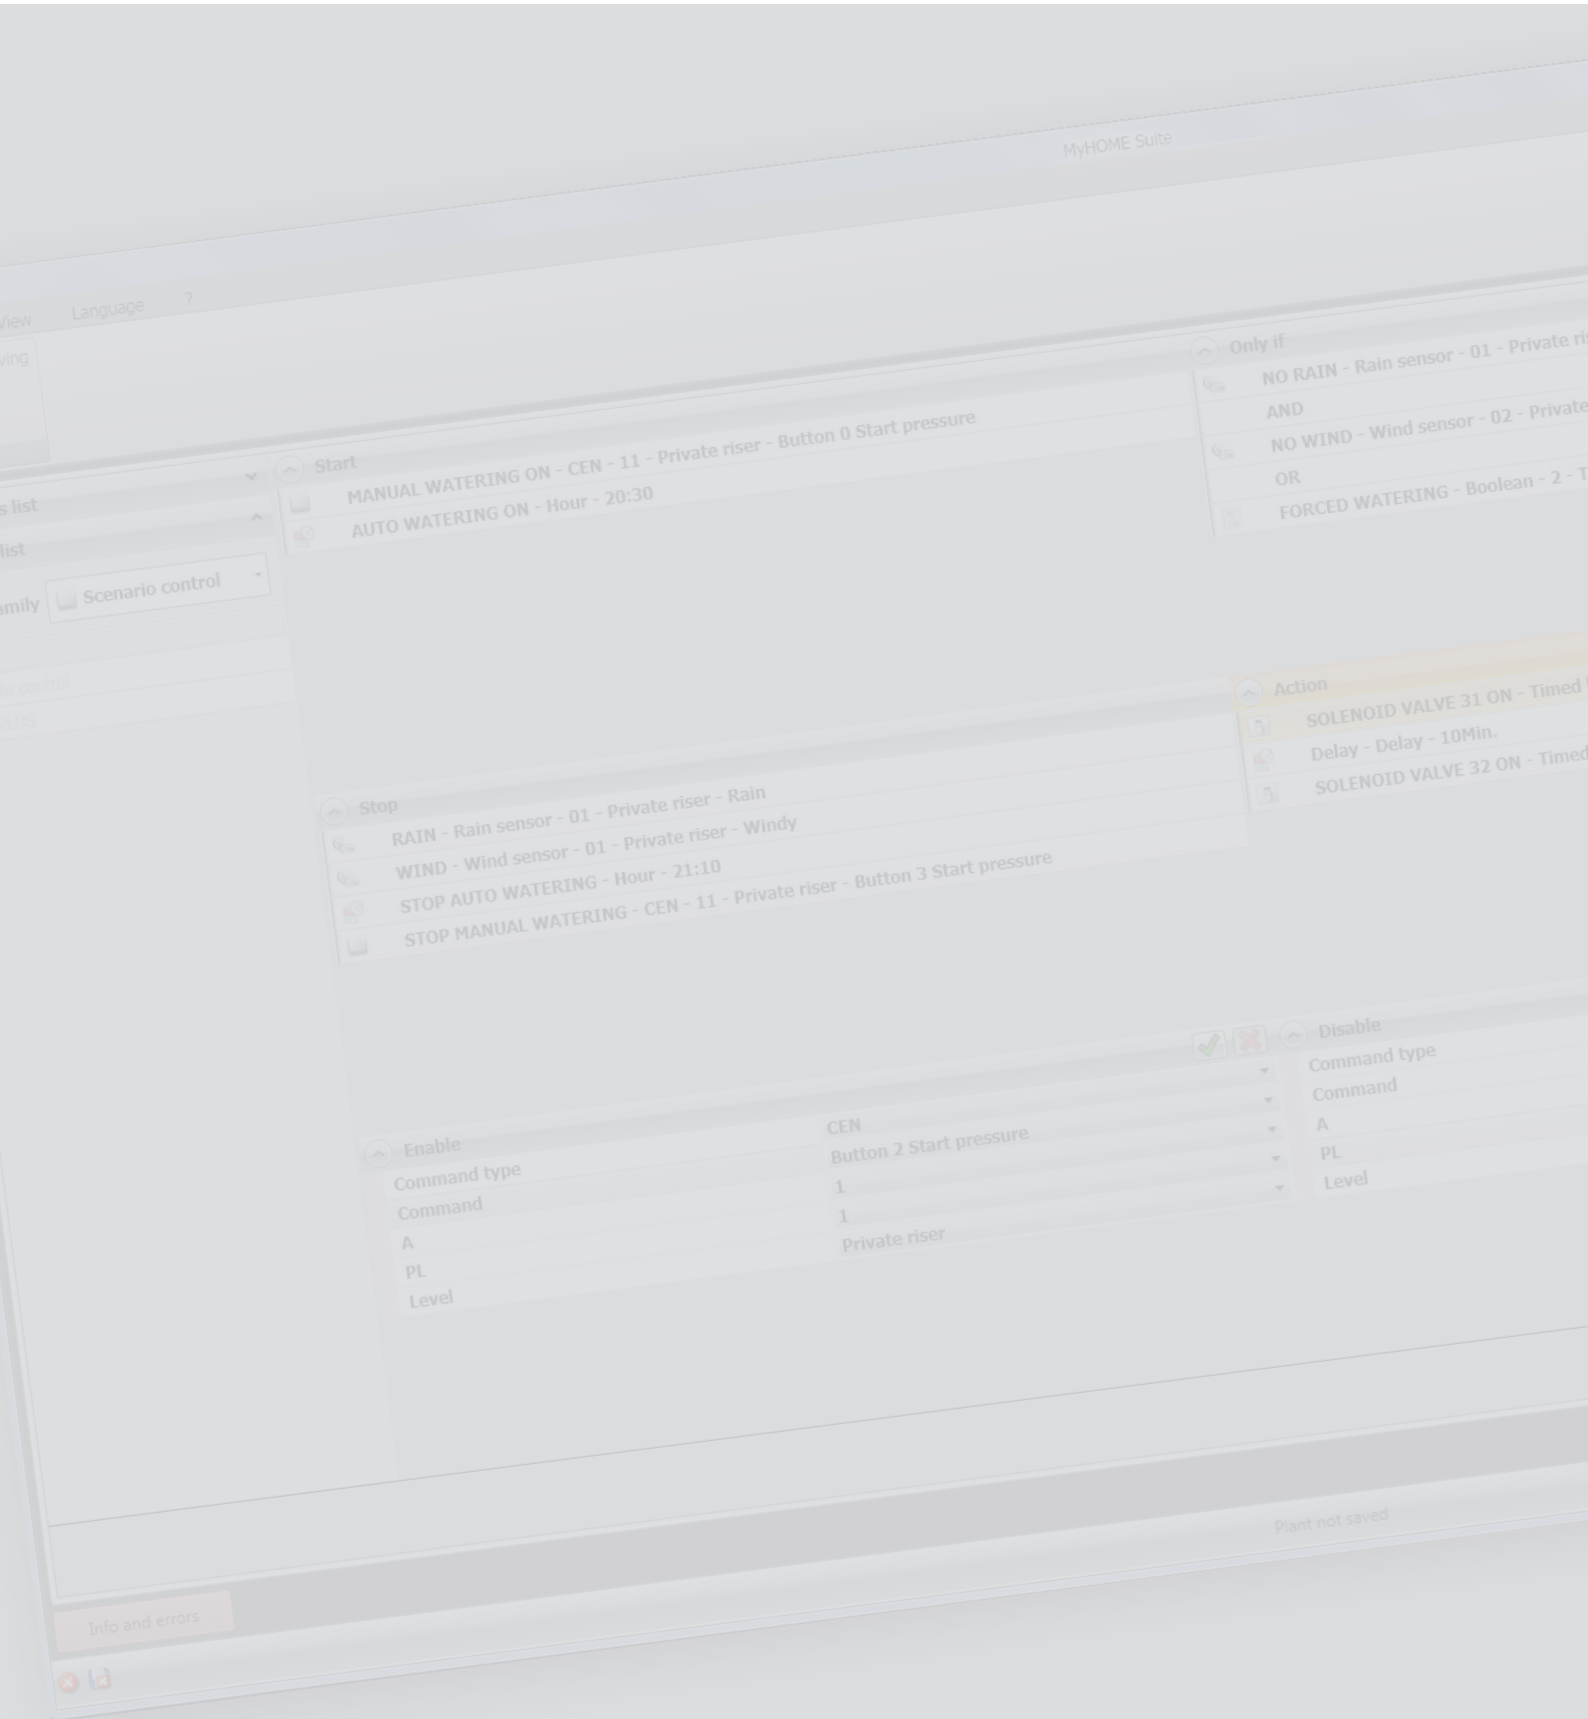 MyHOME Suite
View Language ?
ving
Start
MANUAL WATERING ON - CEN - 11 - Private riser - Button 0 Start pressure
AUTO WATERING ON - Hour - 20:30
s list
list
amily Scenario control
te control
PLUS
Only if
NO RAIN - Rain sensor - 01 - Private ris
AND
NO WIND - Wind sensor - 02 - Private
OR
FORCED WATERING - Boolean - 2 - T
Stop
RAIN - Rain sensor - 01 - Private riser - Rain
WIND - Wind sensor - 01 - Private riser - Windy
STOP AUTO WATERING - Hour - 21:10
STOP MANUAL WATERING - CEN - 11 - Private riser - Button 3 Start pressure
Action
SOLENOID VALVE 31 ON - Timed
Delay - Delay - 10Min.
SOLENOID VALVE 32 ON - Timed
Enable
Command type CEN
Command Button 2 Start pressure
A 1
PL 1
Level Private riser
Disable
Command type
Command
A
PL
Level
Plant not saved
Info and errors